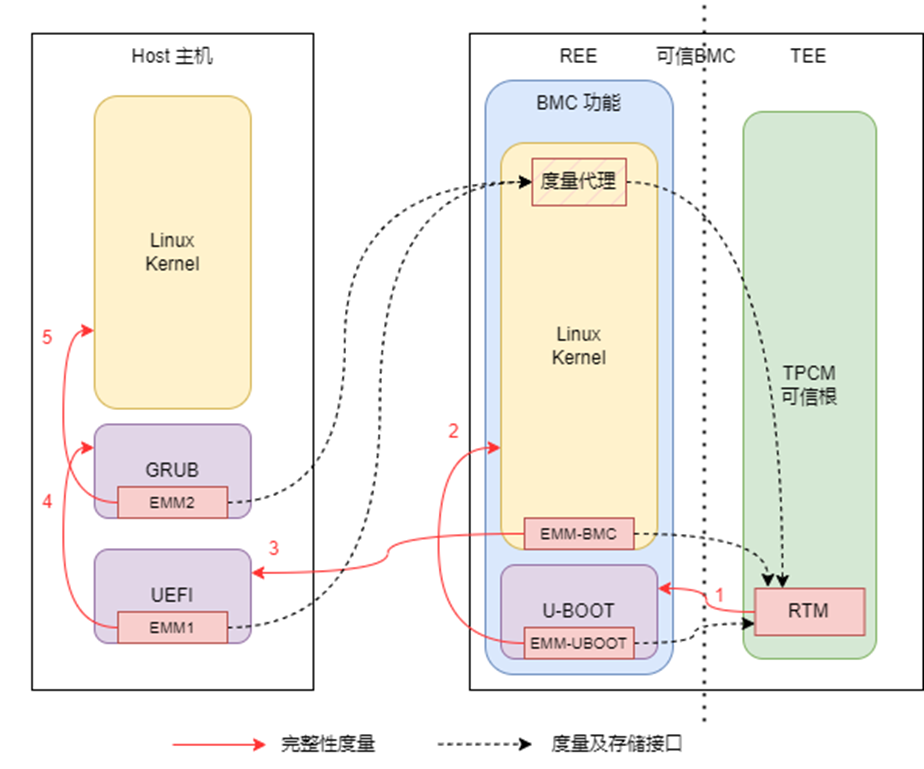 Host 主机
REE
可信BMC
TEE
BMC 功能
度量代理
Linux
Kernel
Linux
Kernel
TPCM
可信根
5
2
GRUB
EMM2
4
EMM-BMC
3
UEFI
EMM1
U-BOOT
EMM-UBOOT
1
RTM
完整性度量
度量及存储接口